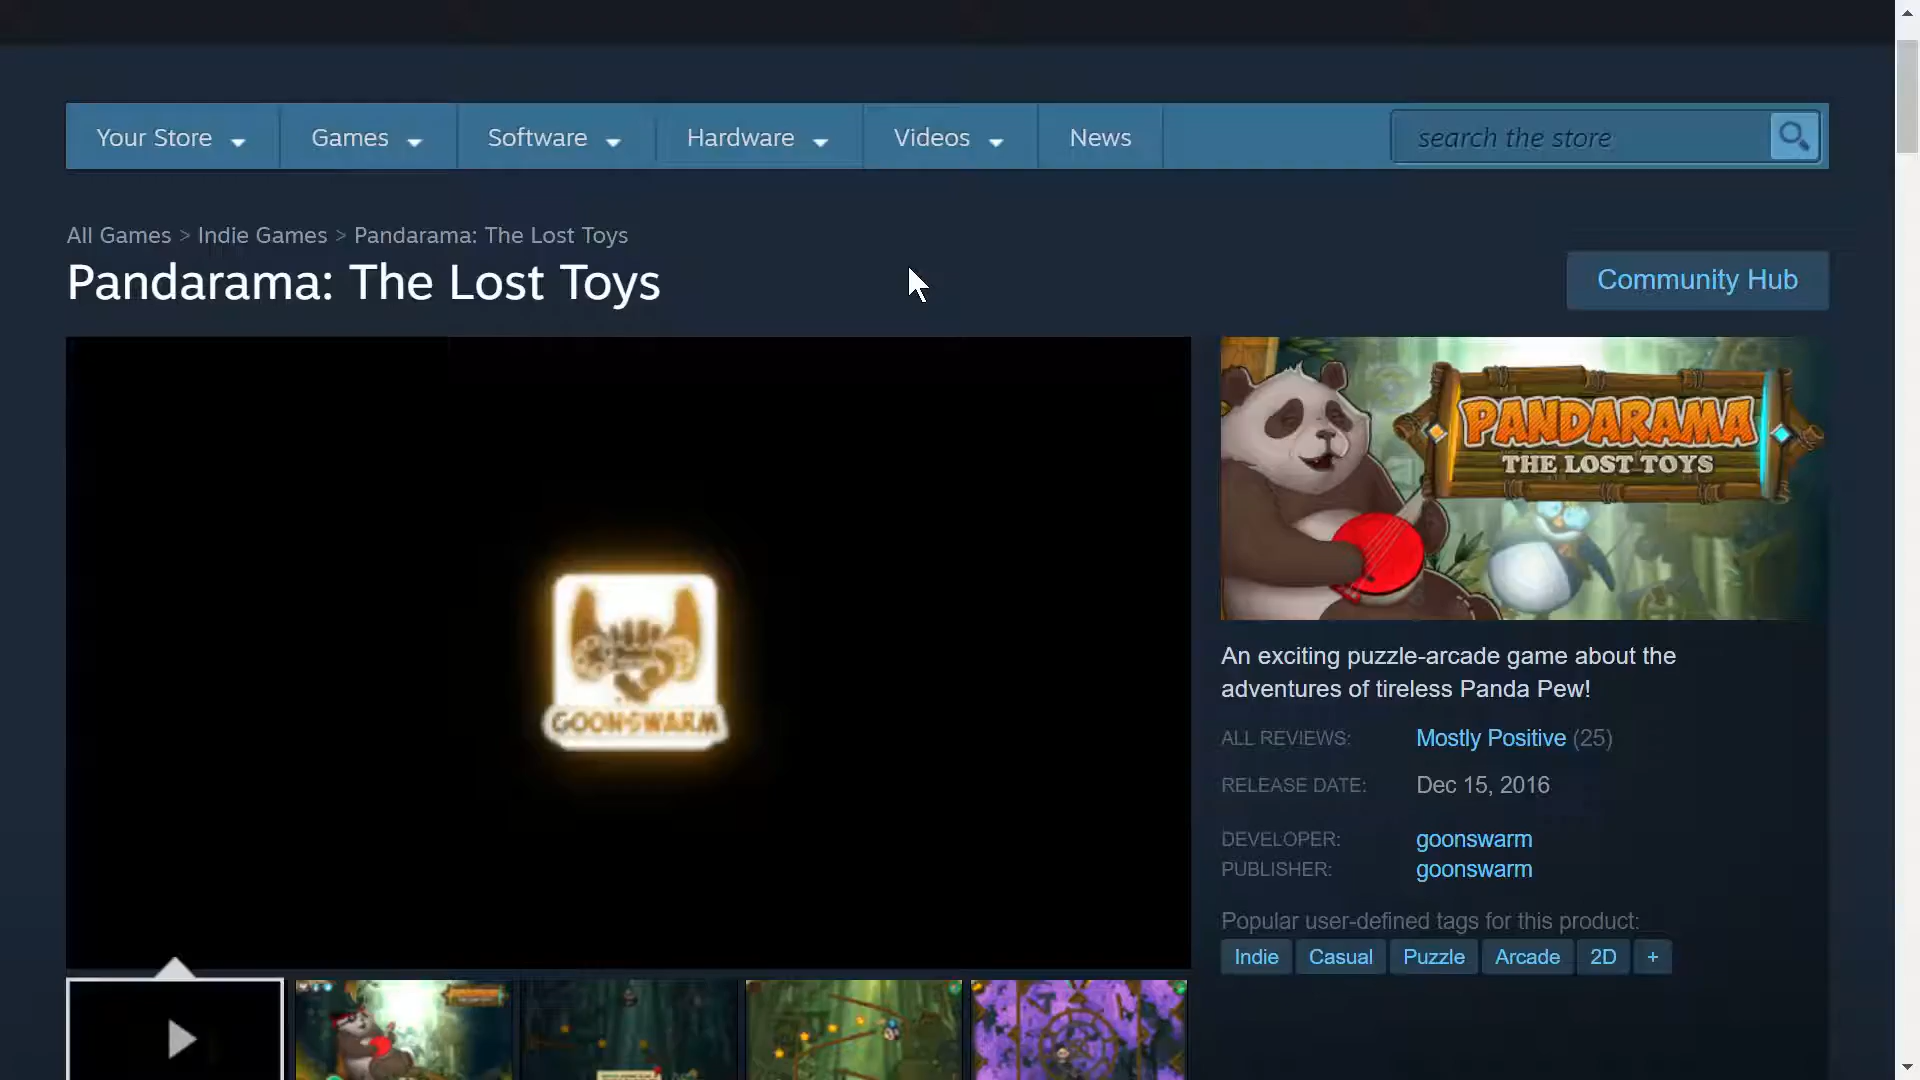 Your Store
Games
Software
Hardware
Videos
News
search the store
All Games > Indie Games > Pandarama: The Lost Toys
Pandarama: The Lost Toys
Community Hub
GOONSWARM
PANDARAMA
THE LOST TOYS
An exciting puzzle-arcade game about the
adventures of tireless Panda Pew!
ALL REVIEWS: Mostly Positive (25)
RELEASE DATE: Dec 15, 2016
DEVELOPER: goonswarm
PUBLISHER: goonswarm
Popular user-defined tags for this product:
Indie Casual Puzzle Arcade 2D +